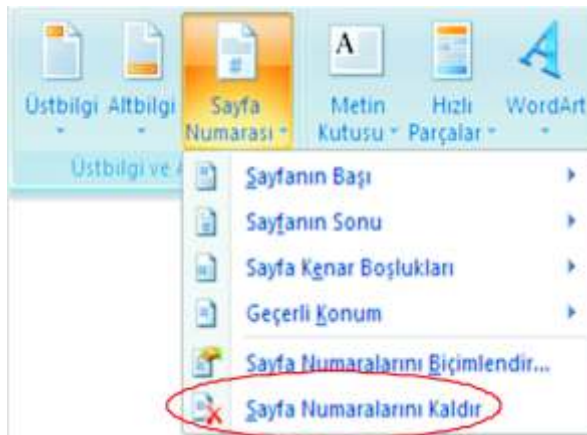 Üstbilgi Altbilgi Sayfa Numarası Metin Kutusu Hızlı Parçalar WordArt
Üstbilgi ve
Sayfanın Başı
Sayfanın Sonu
Sayfa Kenar Boşlukları
Geçerli Konum
Sayfa Numaralarını Biçimlendir...
Sayfa Numaralarını Kaldır